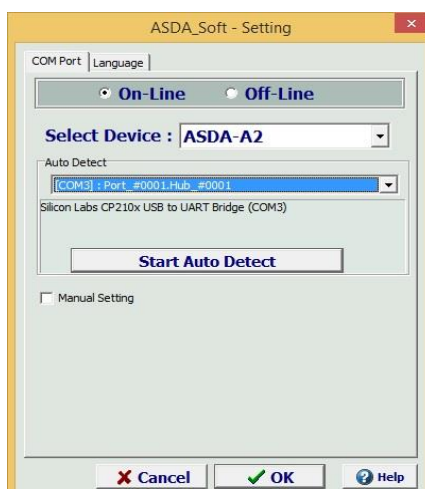 ASDA_Soft - Setting
COM Port Language
On-Line Off-Line
Select Device : ASDA-A2
Auto Detect
[COM3] : Port_#0001.Hub_#0001
Silicon Labs CP210x USB to UART Bridge (COM3)
Start Auto Detect
Manual Setting
Cancel OK Help